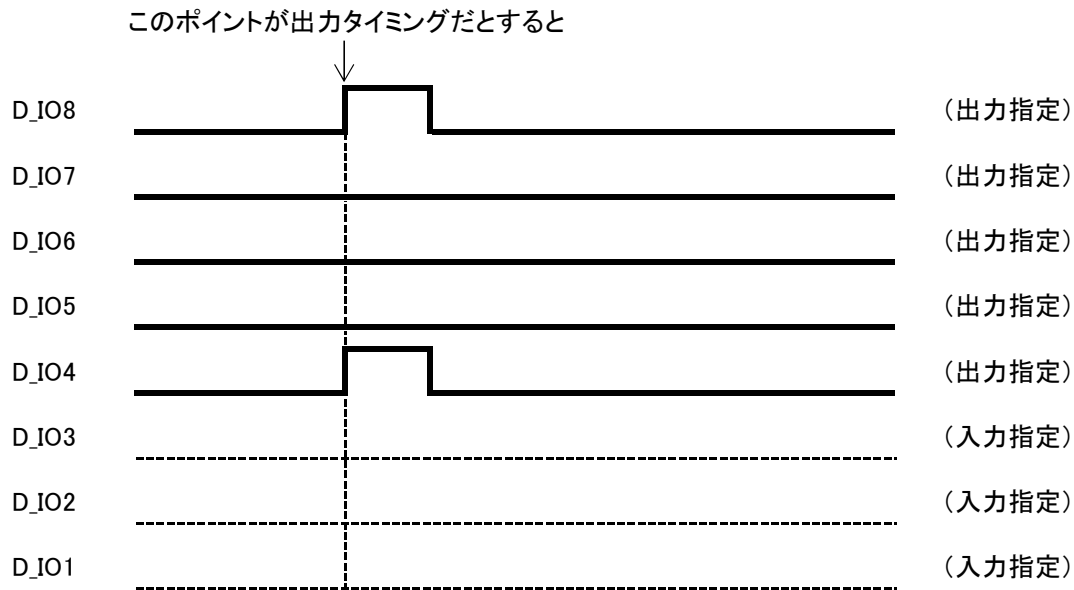 このポイントが出力タイミングだとすると
D_IO8 (出力指定)
D_IO7 (出力指定)
D_IO6 (出力指定)
D_IO5 (出力指定)
D_IO4 (出力指定)
D_IO3 (入力指定)
D_IO2 (入力指定)
D_IO1 (入力指定)